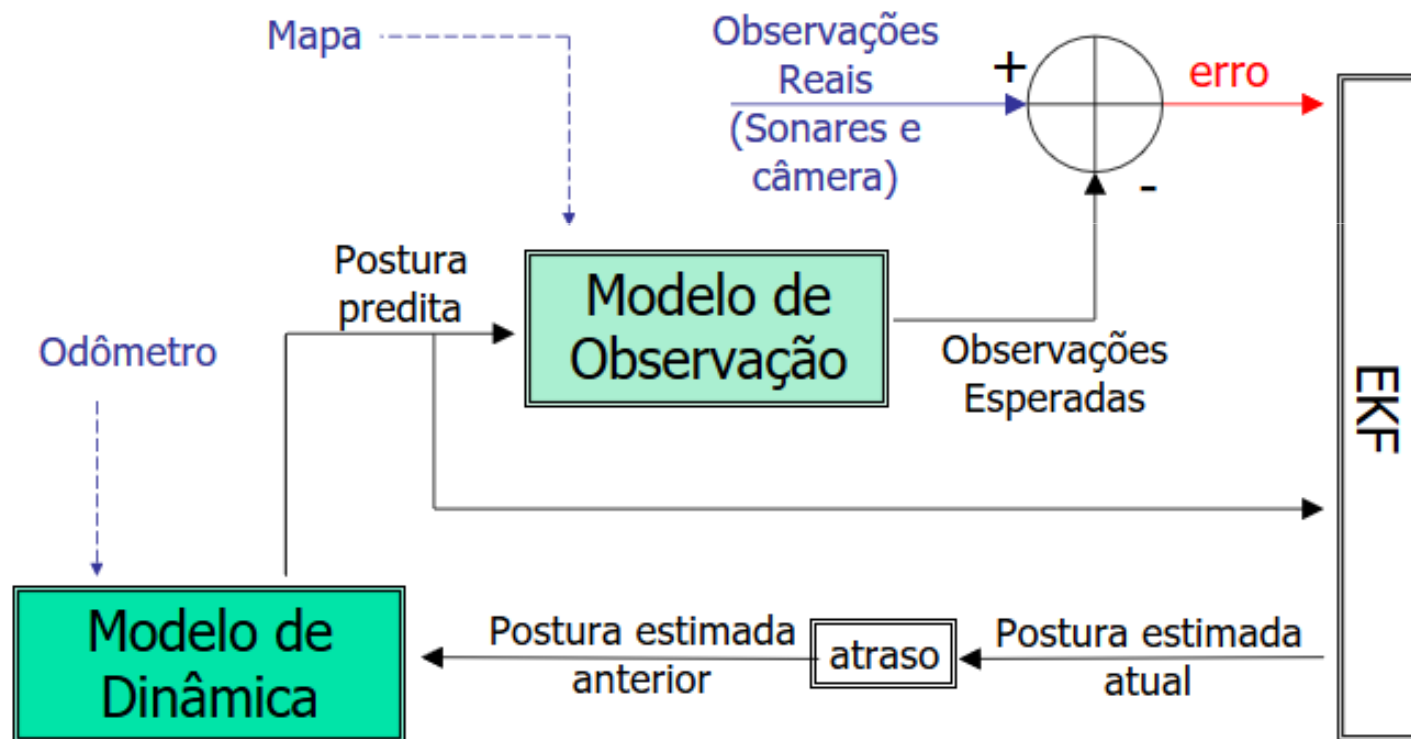 Mapa
Observações
Reais
(Sonares e
câmera)
+
erro
-
Postura
predita
Modelo de
Observação
Observações
Esperadas
Odômetro
EKF
Modelo de
Dinâmica
Postura estimada
anterior
atraso
Postura estimada
atual